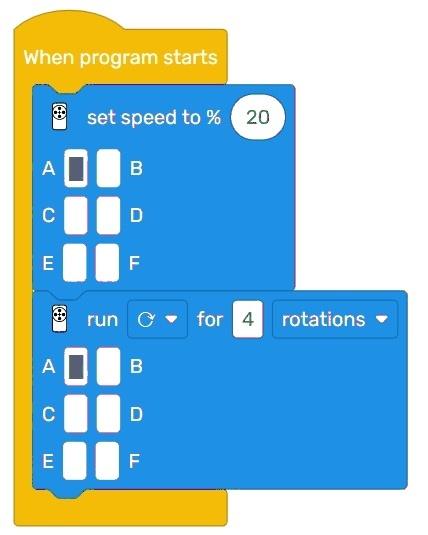 When program starts
set speed to % 20
A B
C D
E F
run for 4 rotations
A B
C D
E F